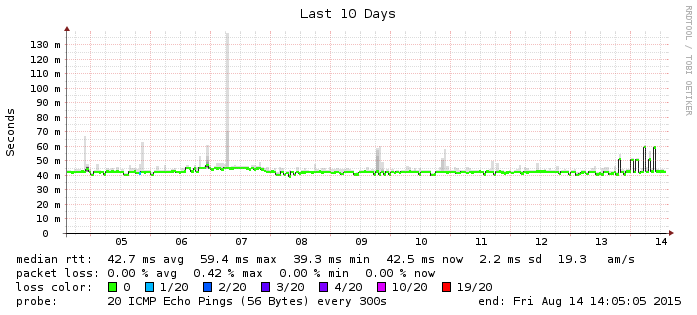 Last 10 Days
RRDTOOL / TOBI OETIKER
Seconds
130 m
120 m
110 m
100 m
90 m
80 m
70 m
60 m
50 m
40 m
30 m
20 m
10 m
0
05 06 07 08 09 10 11 12 13 14
median rtt: 42.7 ms avg 59.4 ms max 39.3 ms min 42.5 ms now 2.2 ms sd 19.3 am/s
packet loss: 0.00 % avg 0.42 % max 0.00 % min 0.00 % now
loss color: 0 1/20 2/20 3/20 4/20 10/20 19/20
probe: 20 ICMP Echo Pings (56 Bytes) every 300s end: Fri Aug 14 14:05:05 2015